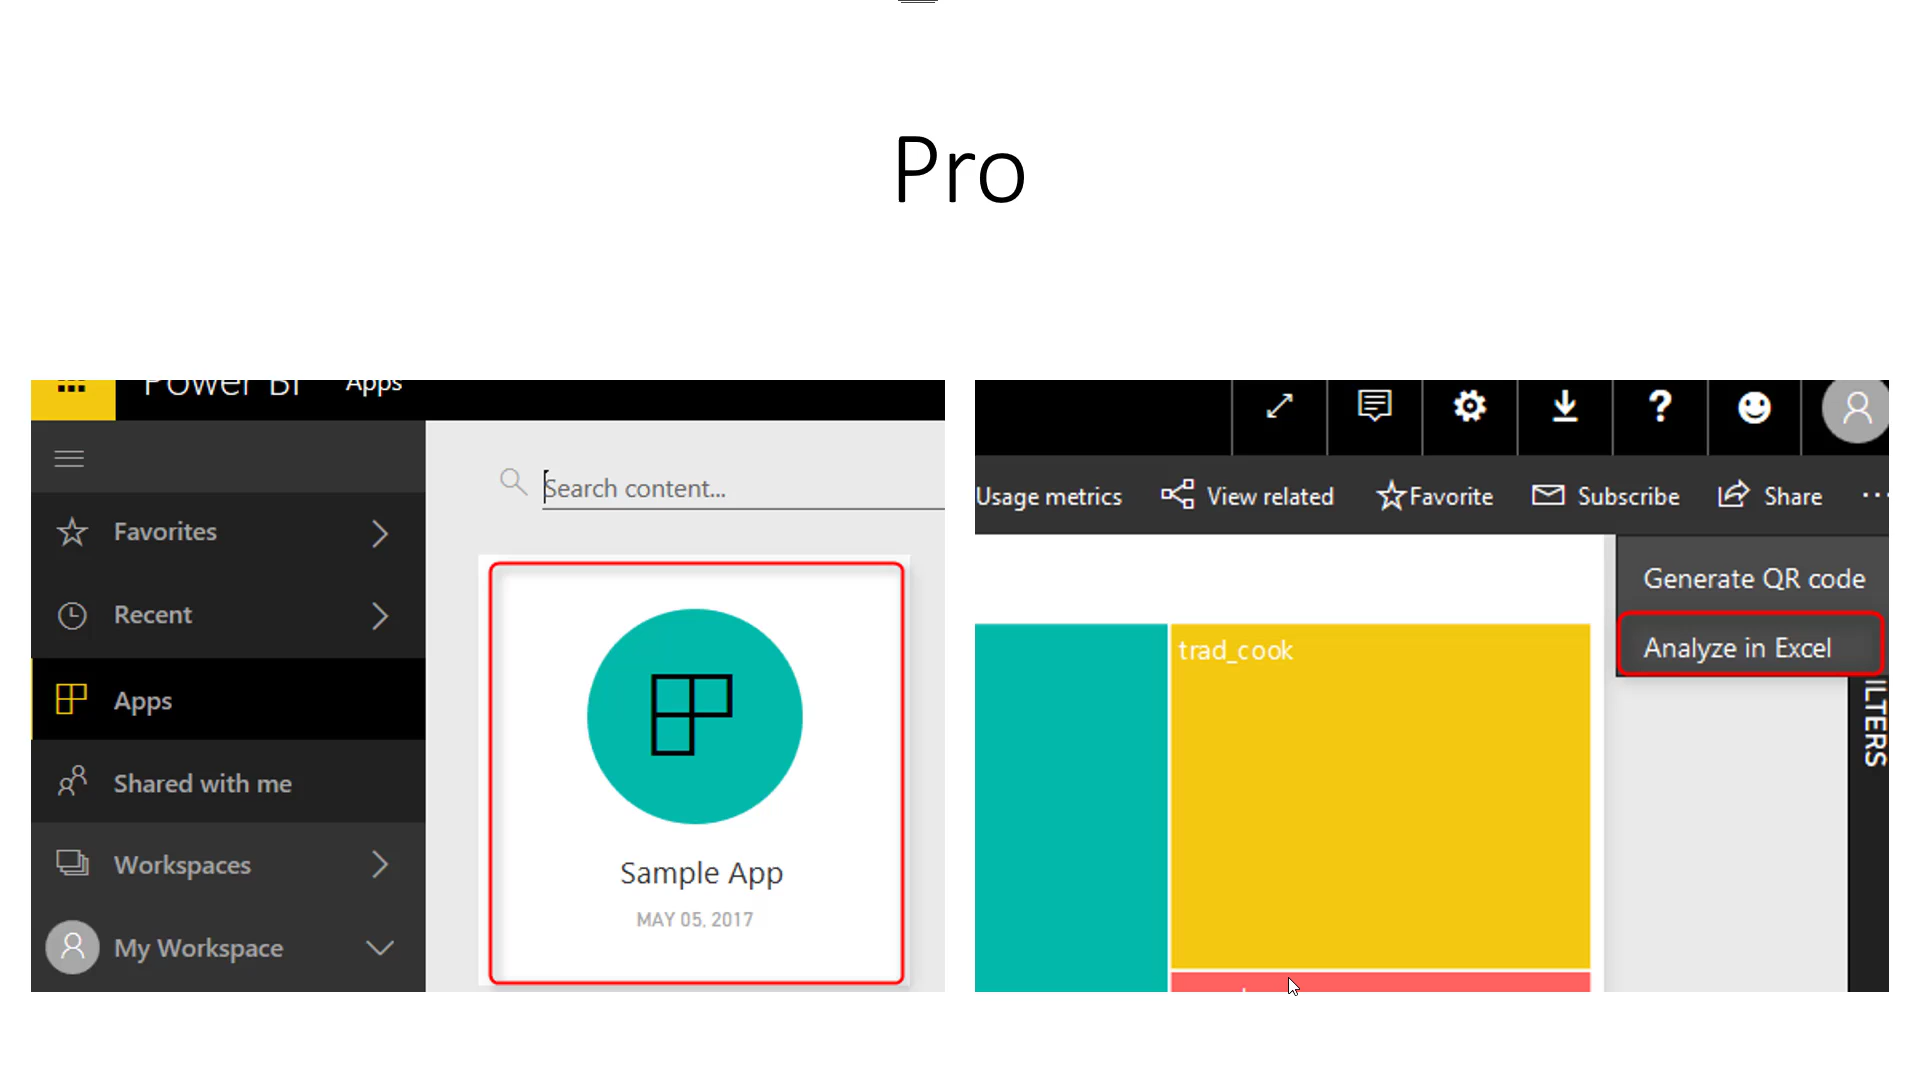 Pro
Power BI Apps
Search content...
Favorites
Recent
Apps
Shared with me
Workspaces
My Workspace
Sample App
MAY 05, 2017
?
Usage metrics View related Favorite Subscribe Share ...
Generate QR code
Analyze in Excel
trad_cook
ILTERS